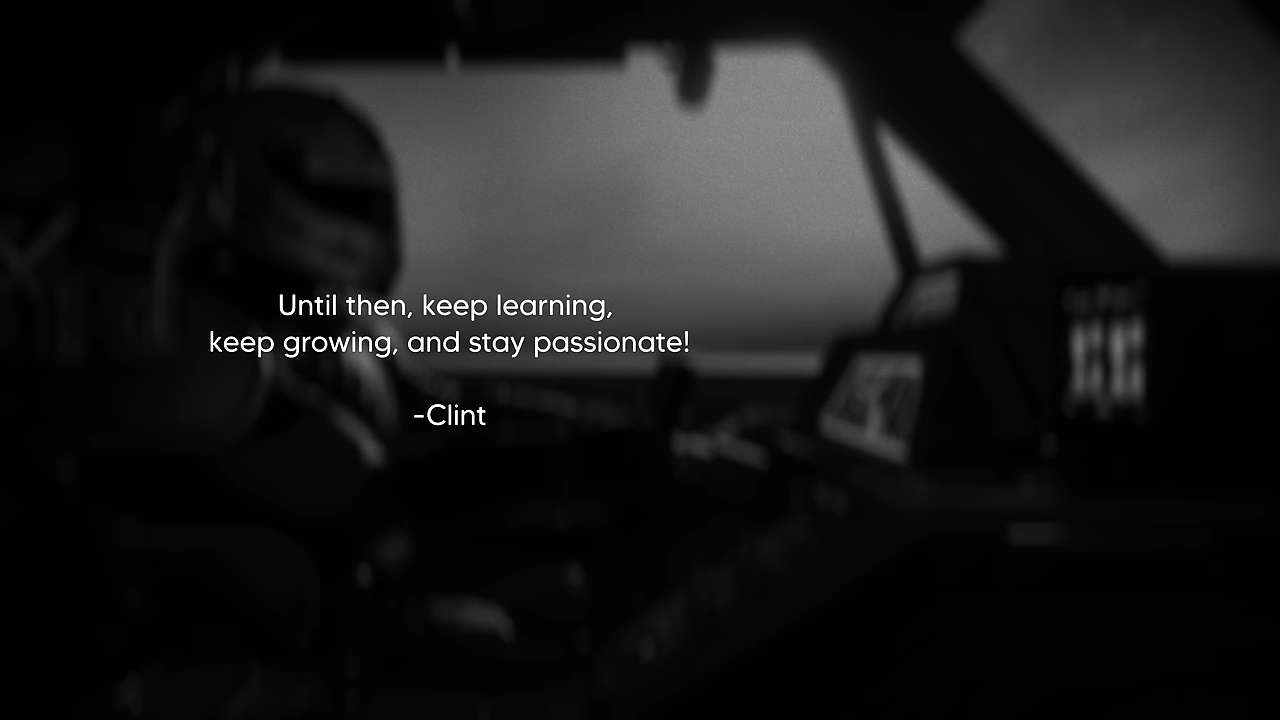 Until then, keep learning,
keep growing, and stay passionate!
-Clint